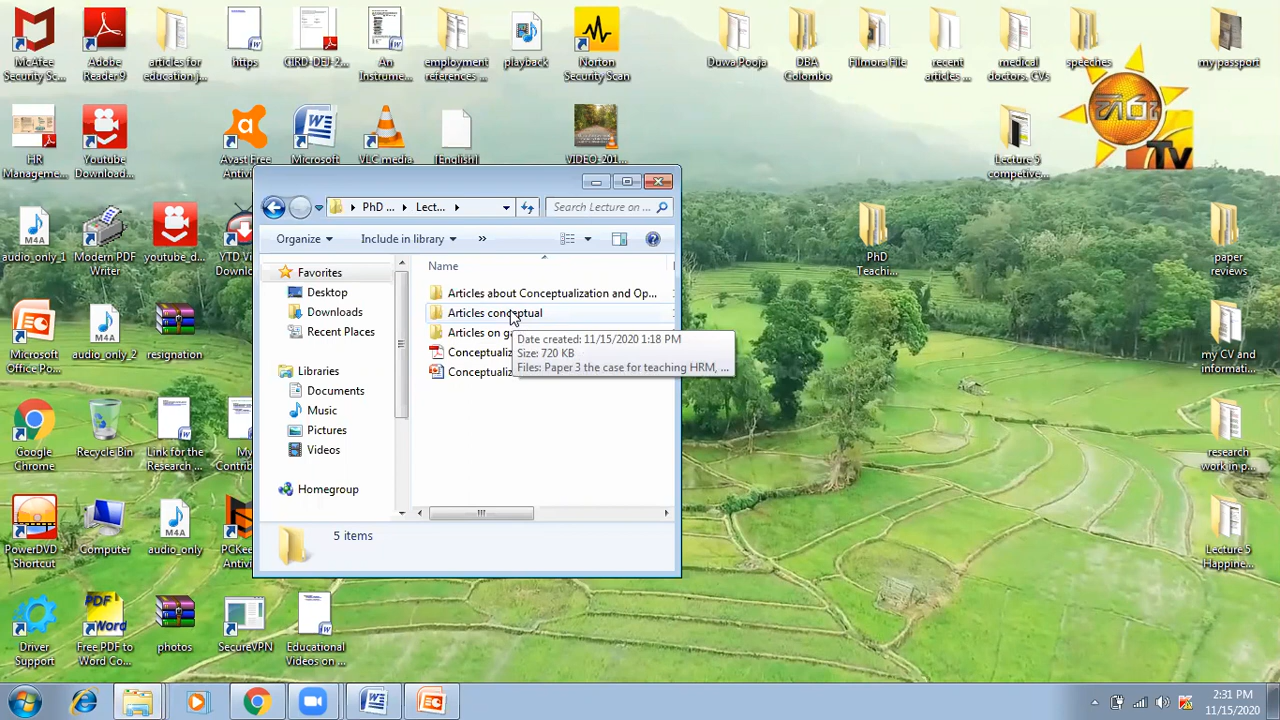 McAfee
Security Sc...
Adobe
Reader 9
articles for
education j...
https
CIRD-DEJ-2...
An
Instrume...
employment
references ...
playback
Norton
Security Scan
Duwa Pooja
DBA
Colombo
Filmora File
recent
articles ...
medical
doctors, CVs
speeches
my passport
හිරු
TV
HR
Manageme...
Youtube
Download...
Avast Free
Antivi
Microsoft
VLC media
[English]
VIDEO-201...
Lecture 5
competive...
audio_only_1
Modern PDF
Writer
youtube_d...
YTD Vi
Downlo
PhD
Teachi...
paper
reviews
Microsoft
Office Po...
audio_only_2
resignation
my CV and
informati...
Google
Chrome
Recycle Bin
Link for the
Research ...
My
Contrib
research
work in p...
PowerDVD
Shortcut
Computer
audio_only
PCKee
Antivi
Lecture 5
Happine...
Driver
Support
PDF
Word
Free PDF to
Word Co...
photos
SecureVPN
Educational
Videos on ...
PhD ...
Lect...
Search Lecture on ...
Organize
Include in library
»
Favorites
Desktop
Downloads
Recent Places
Libraries
Documents
Music
Pictures
Videos
Homegroup
Name
Articles about Conceptualization and Op...
Articles conceptual
Articles on g
Conceptualiz
Conceptualiz
Date created: 11/15/2020 1:18 PM
Size: 720 KB
Files: Paper 3 the case for teaching HRM, ...
5 items
2:31 PM
11/15/2020